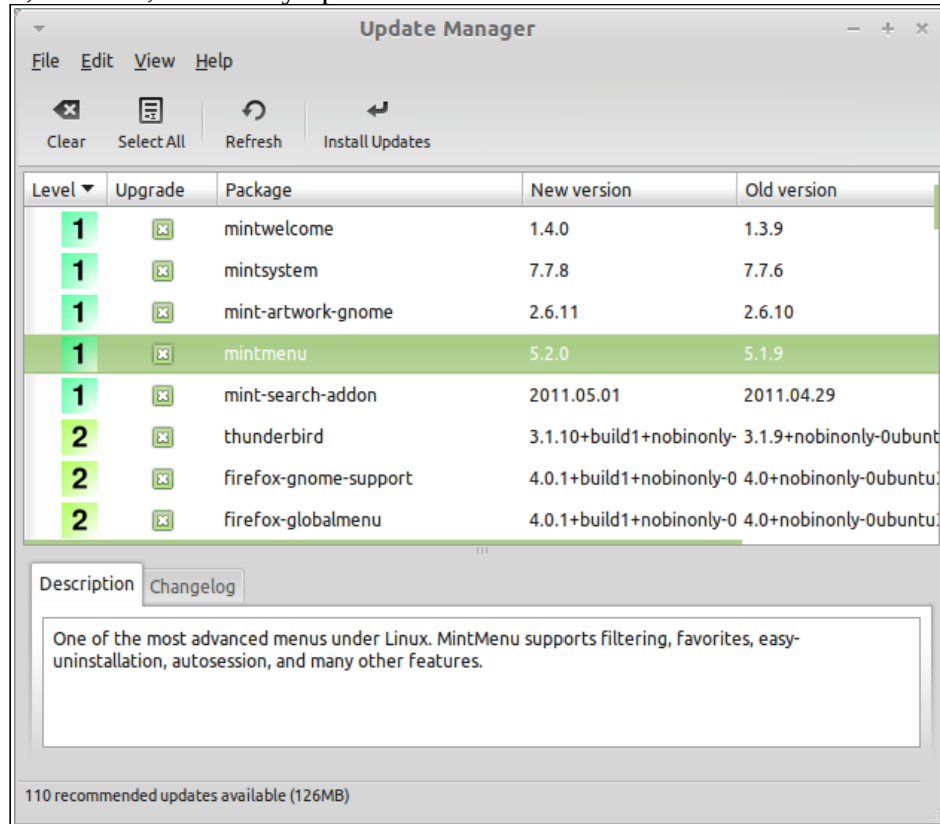 Update Manager
File Edit View Help
Clear Select All Refresh Install Updates
Level Upgrade Package New version Old version
1 mintwelcome 1.4.0 1.3.9
1 mintsystem 7.7.8 7.7.6
1 mint-artwork-gnome 2.6.11 2.6.10
1 mintmenu 5.2.0 5.1.9
1 mint-search-addon 2011.05.01 2011.04.29
2 thunderbird 3.1.10+build1+nobinonly- 3.1.9+nobinonly-0ubunt
2 firefox-gnome-support 4.0.1+build1+nobinonly-0 4.0+nobinonly-0ubuntu
2 firefox-globalmenu 4.0.1+build1+nobinonly-0 4.0+nobinonly-0ubuntu
Description Changelog
One of the most advanced menus under Linux. MintMenu supports filtering, favorites, easy-
uninstallation, autosession, and many other features.
110 recommended updates available (126MB)